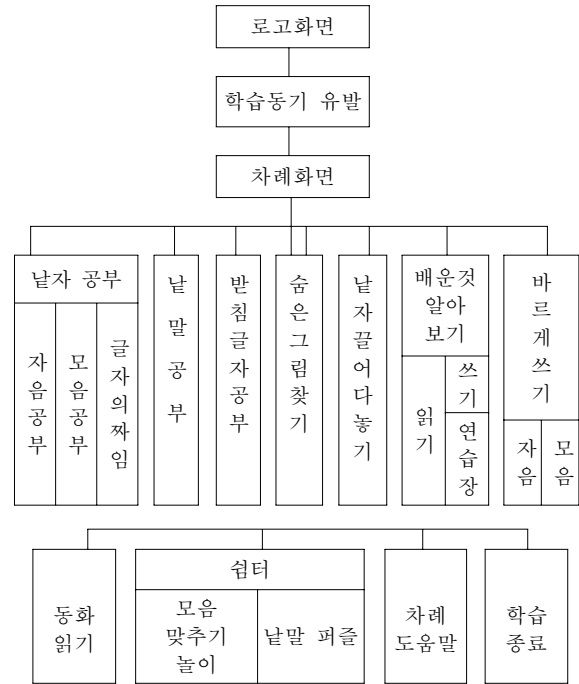 로고화면
학습동기 유발
차례화면
낱자 공부
자음공부
모음공부
글자의짜임
낱말공부
받침글자공부
숨은그림찾기
낱자끌어다놓기
배운것
알아
보기
읽기
쓰기
연습장
바르게쓰기
자음
모음
동화
읽기
쉼터
모음
맞추기
놀이
낱말 퍼즐
차례
도움말
학습
종료